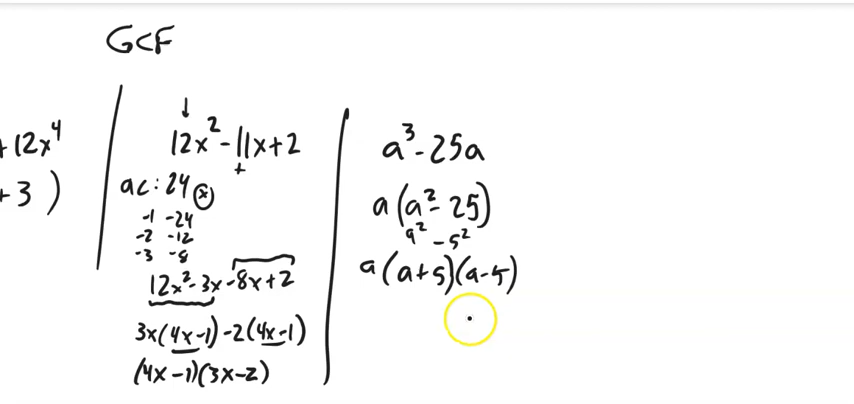 GCF
+12x⁴
+3 )
↓
12x² - 11x + 2
+
ac: 24 (x)
-1 -24
-2 -12
-3 -8
12x² - 3x - 8x + 2
3x(4x-1) - 2(4x-1)
(4x-1)(3x-2)
a³ - 25a
a(a² - 25)
a² - 5²
a(a+5)(a-5)